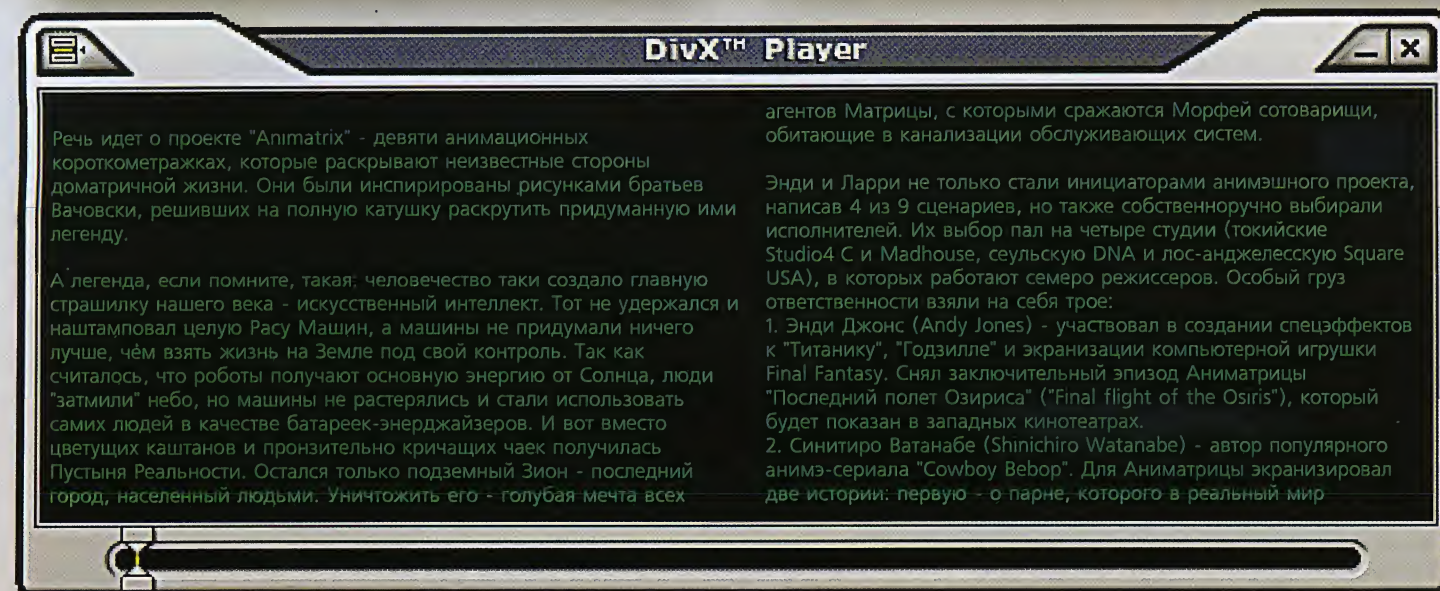 DivX™ Player
Речь идет о проекте "Animatrix" - девяти анимационных
короткометражках, которые раскрывают неизвестные стороны
доматричной жизни. Они были инспирированы рисунками братьев
Вачовски, решивших на полную катушку раскрутить придуманную ими
легенду.
А легенда, если помните, такая: человечество таки создало главную
страшилку нашего века - искусственный интеллект. Тот не удержался и
наштамповал целую Расу Машин, а машины не придумали ничего
лучше, чем взять жизнь на Земле под свой контроль. Так как
считалось, что роботы получают основную энергию от Солнца, люди
"затмили" небо, но машины не растерялись и стали использовать
самих людей в качестве батареек-энерджайзеров. И вот вместо
цветущих каштанов и пронзительно кричащих чаек получилась
Пустыня Реальности. Остался только подземный Зион - последний
город, населенный людьми. Уничтожить его - голубая мечта всех
агентов Матрицы, с которыми сражаются Морфей сотоварищи,
обитающие в канализации обслуживающих систем.
Энди и Ларри не только стали инициаторами анимэшного проекта,
написав 4 из 9 сценариев, но также собственноручно выбирали
исполнителей. Их выбор пал на четыре студии (токийские
Studio4 C и Madhouse, сеульскую DNA и лос-анджелесскую Square
USA), в которых работают семеро режиссеров. Особый груз
ответственности взяли на себя трое:
1. Энди Джонс (Andy Jones) - участвовал в создании спецэффектов
к "Титанику", "Годзилле" и экранизации компьютерной игрушки
Final Fantasy. Снял заключительный эпизод Аниматрицы
"Последний полет Озириса" ("Final flight of the Osiris"), который
будет показан в западных кинотеатрах.
2. Синитиро Ватанабе (Shinichiro Watanabe) - автор популярного
анимэ-сериала "Cowboy Bebop". Для Аниматрицы экранизировал
две истории: первую - о парне, которого в реальный мир